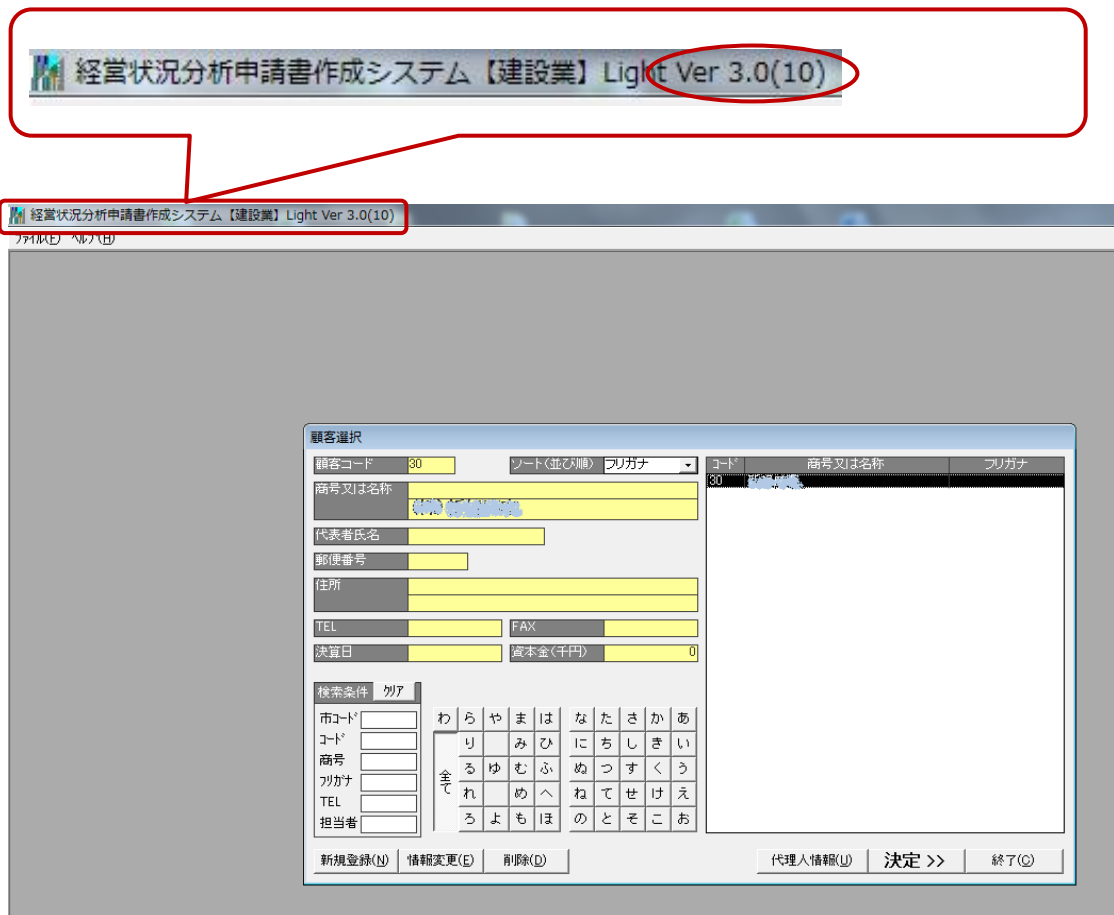 経営状況分析申請書作成システム【建設業】Light Ver 3.0(10)
経営状況分析申請書作成システム【建設業】Light Ver 3.0(10)
ファイル(F) ヘルプ(H)
顧客選択
顧客コード 30 ソート(並び順) フリガナ
コード 商号又は名称 フリガナ
30
商号又は名称
代表者氏名
郵便番号
住所
TEL FAX
決算日 資本金(千円) 0
検索条件 クリア
市コード
コード
商号
フリガナ
TEL
担当者
わ ら や ま は な た さ か あ
り み ひ に ち し き い
る ゆ む ふ ぬ つ す く う
全て
れ め へ ね て せ け え
ろ よ も ほ の と そ こ お
新規登録(N) 情報変更(E) 削除(D) 代理人情報(U) 決定 >> 終了(C)